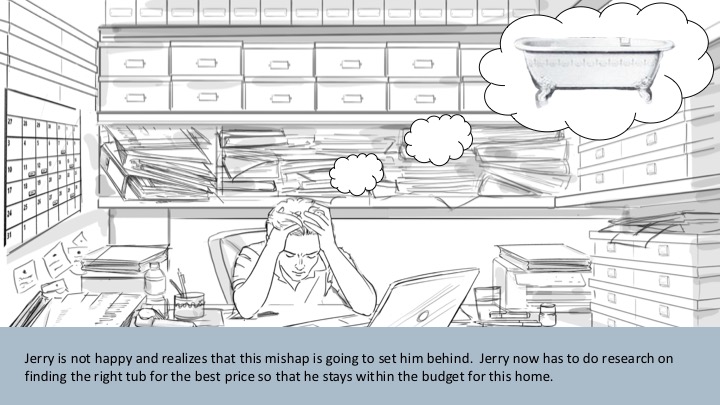 Jerry is not happy and realizes that this mishap is going to set him behind.  Jerry now has to do research on
finding the right tub for the best price so that he stays within the budget for this home.